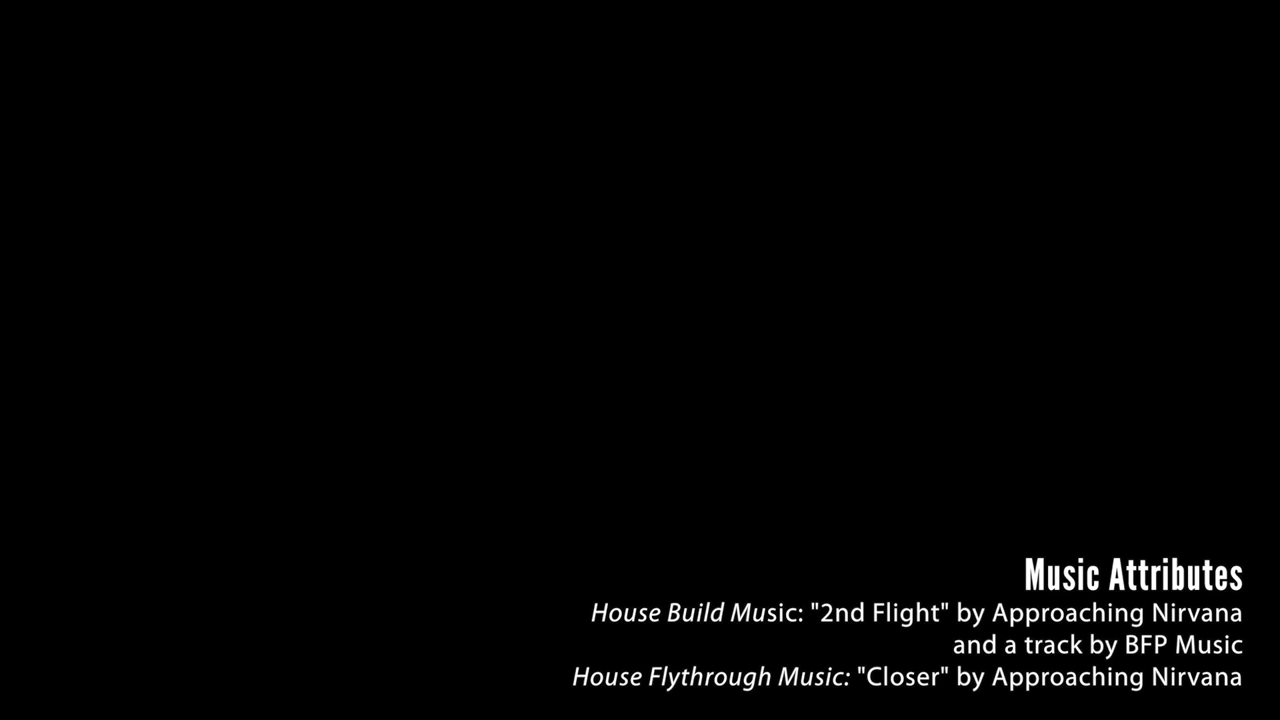 Music Attributes
House Build Music: "2nd Flight" by Approaching Nirvana
and a track by BFP Music
House Flythrough Music: "Closer" by Approaching Nirvana